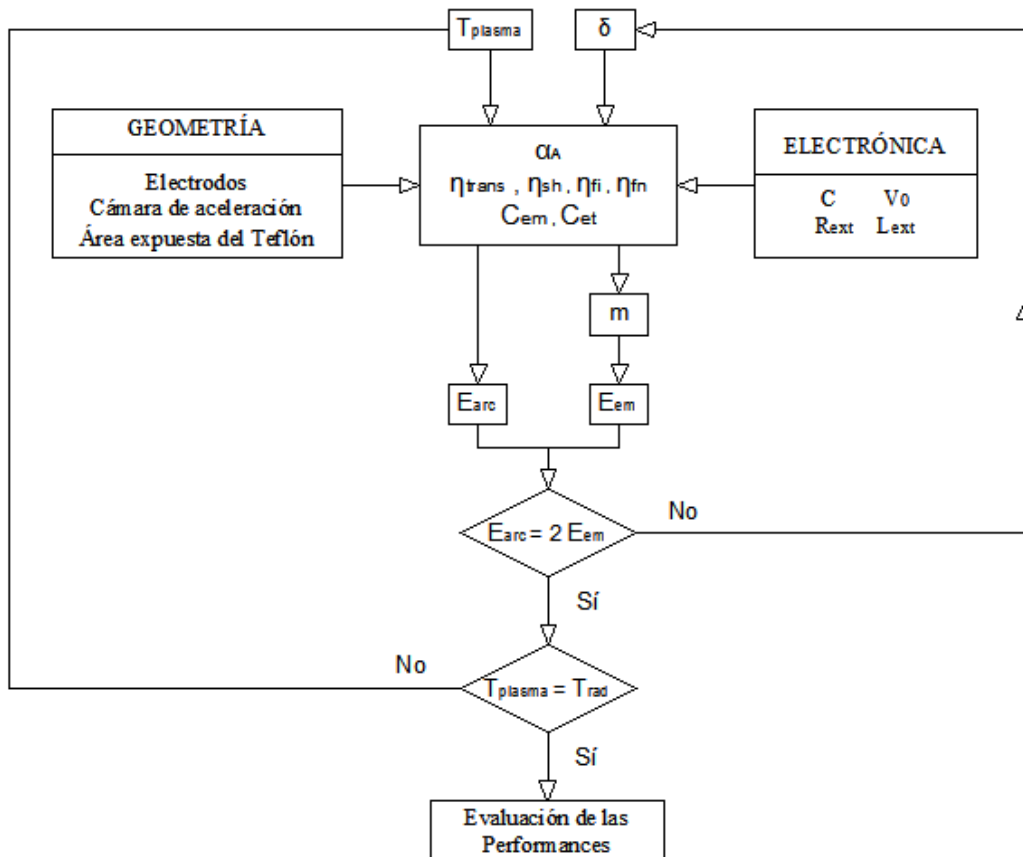 Tplasma
δ
GEOMETRÍA
Electrodos
Cámara de aceleración
Área expuesta del Teflón
αA
ηtrans , ηsh , ηfi , ηfn
Cem , Cet
ELECTRÓNICA
C V0
Rext Lext
m
Earc
Eem
Earc = 2 Eem
No
Sí
Tplasma = Trad
No
Sí
Evaluación de las
Performances